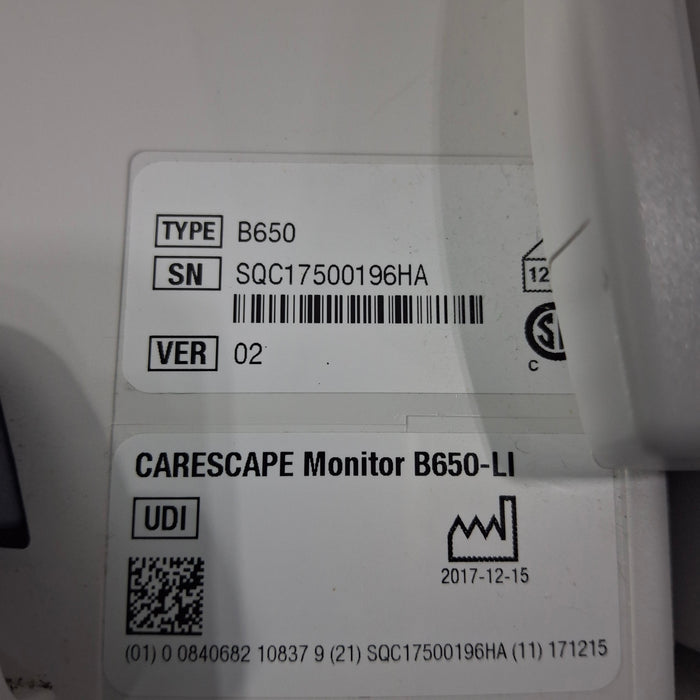 TYPE B650
SN SQC17500196HA
12
VER 02
C
CARESCAPE Monitor B650-LI
UDI
2017-12-15
(01) 0 0840682 10837 9 (21) SQC17500196HA (11) 171215